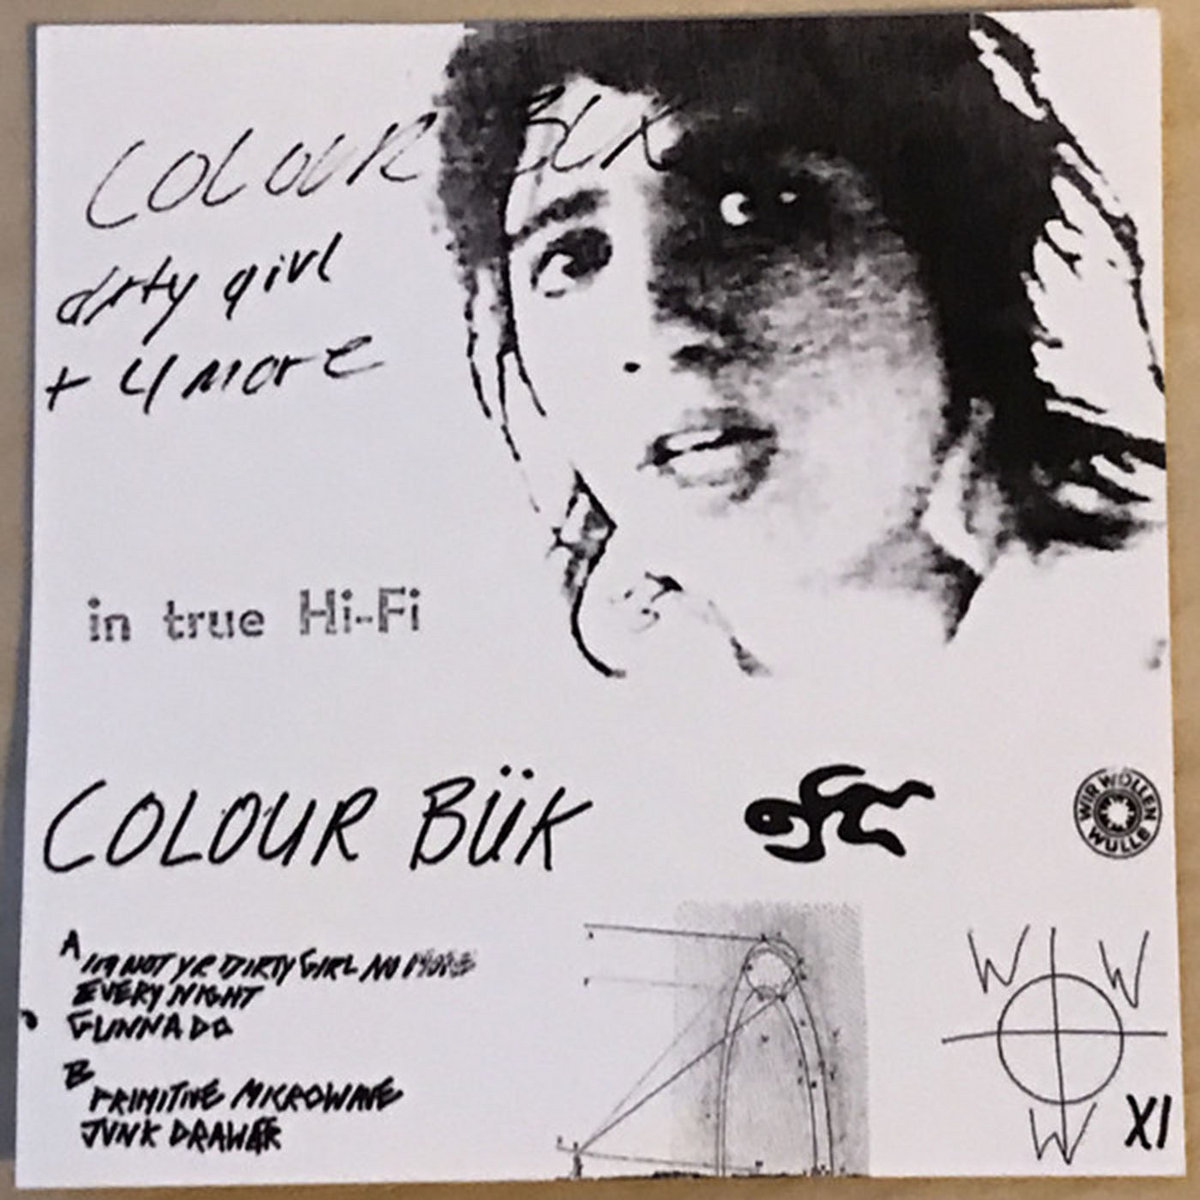 COLOUR BÜK
drty girl
+ 4 more
in true Hi-Fi
COLOUR BÜK
WIR WOLLEN
WULLE
A
I'M NOT YR DIRTY GIRL NO MORE
EVERY NIGHT
GUNNA DO
B
PRIMITIVE MICROWAVE
JUNK DRAWER
W W
W
XI